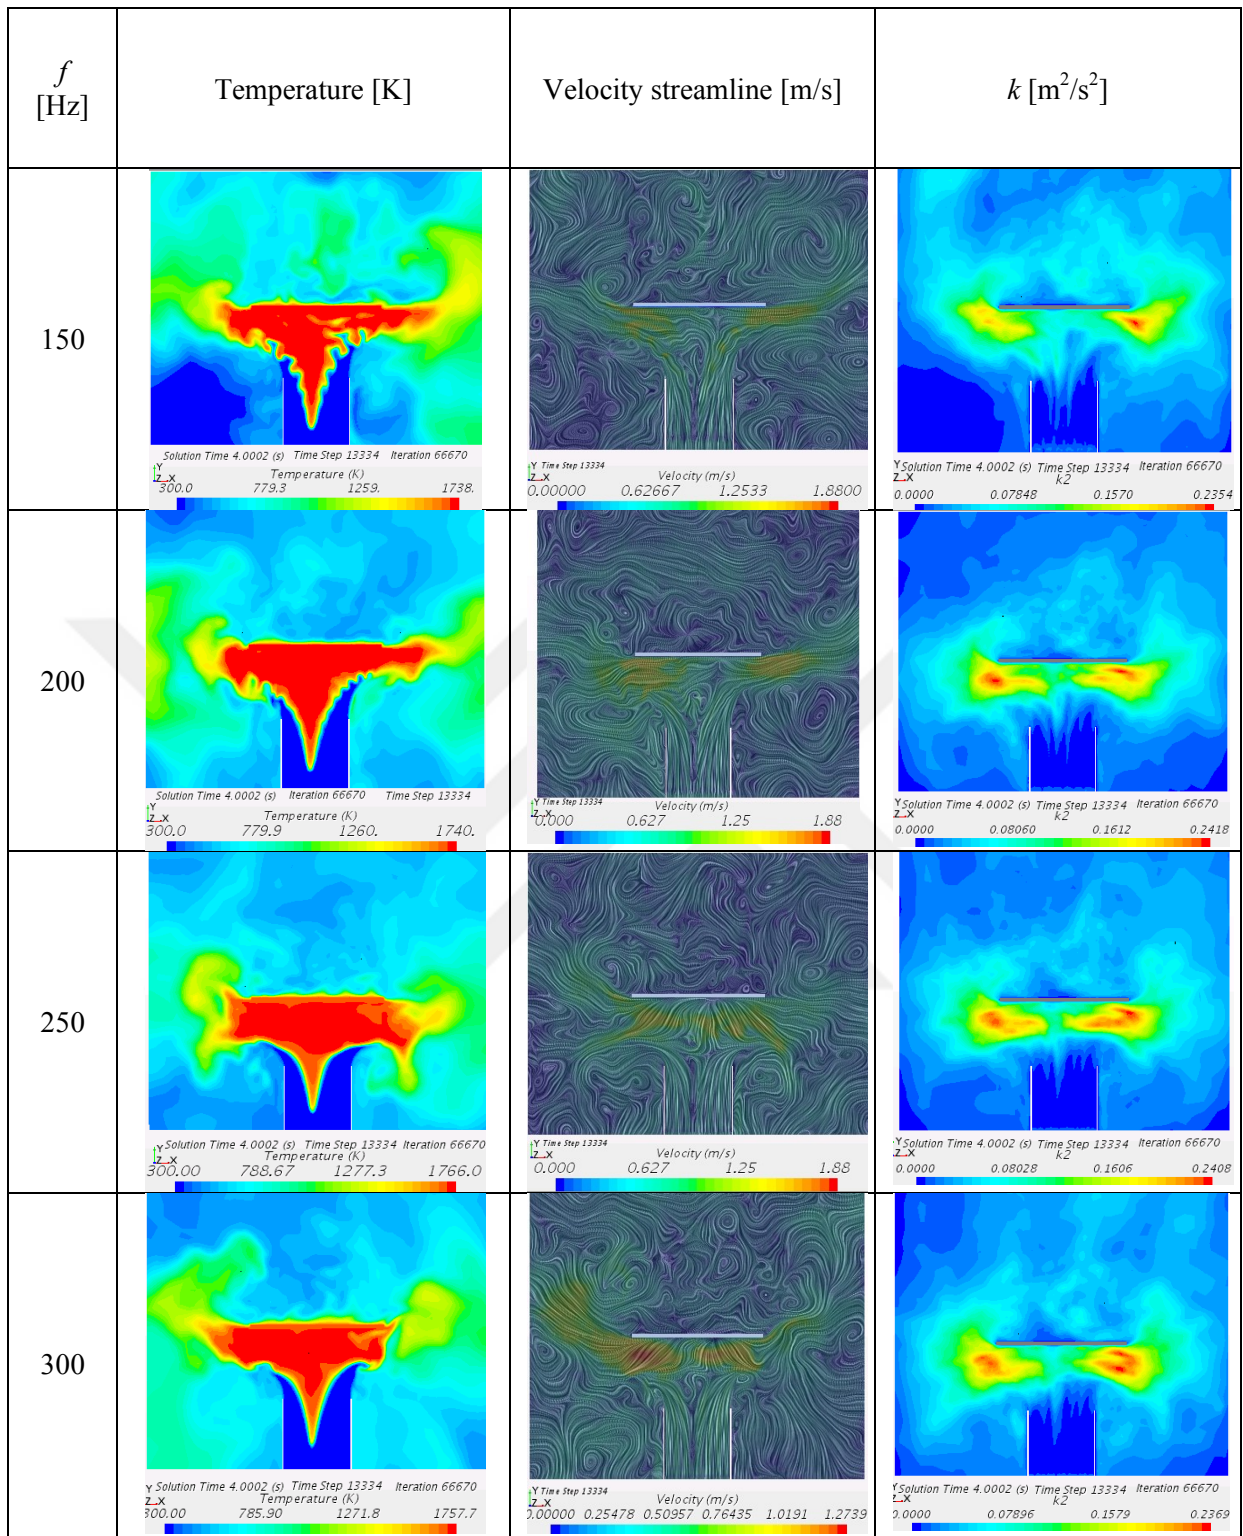 f
[Hz]
Temperature [K]
Velocity streamline [m/s]
k [m²/s²]
150
Solution Time 4.0002 (s) Time Step 13334 Iteration 66670
Temperature (K)
300.0 779.3 1259. 1738.
Y
Z X
Time Step 13334
Velocity (m/s)
0.00000 0.62667 1.2533 1.8800
Y
Z X
Solution Time 4.0002 (s) Time Step 13334 Iteration 66670
k2
0.0000 0.07848 0.1570 0.2354
Y
Z X
200
Solution Time 4.0002 (s) Iteration 66670 Time Step 13334
Temperature (K)
300.0 779.9 1260. 1740.
Y
Z X
Time Step 13334
Velocity (m/s)
0.000 0.627 1.25 1.88
Y
Z X
Solution Time 4.0002 (s) Time Step 13334 Iteration 66670
k2
0.0000 0.08060 0.1612 0.2418
Y
Z X
250
Solution Time 4.0002 (s) Time Step 13334 Iteration 66670
Temperature (K)
300.00 788.67 1277.3 1766.0
Y
Z X
Time Step 13334
Velocity (m/s)
0.000 0.627 1.25 1.88
Y
Z X
Solution Time 4.0002 (s) Time Step 13334 Iteration 66670
k2
0.0000 0.08028 0.1606 0.2408
Y
Z X
300
Solution Time 4.0002 (s) Time Step 13334 Iteration 66670
Temperature (K)
300.00 785.90 1271.8 1757.7
Y
Z X
Time Step 13334
Velocity (m/s)
0.00000 0.25478 0.50957 0.76435 1.0191 1.2739
Y
Z X
Solution Time 4.0002 (s) Time Step 13334 Iteration 66670
k2
0.0000 0.07896 0.1579 0.2369
Y
Z X